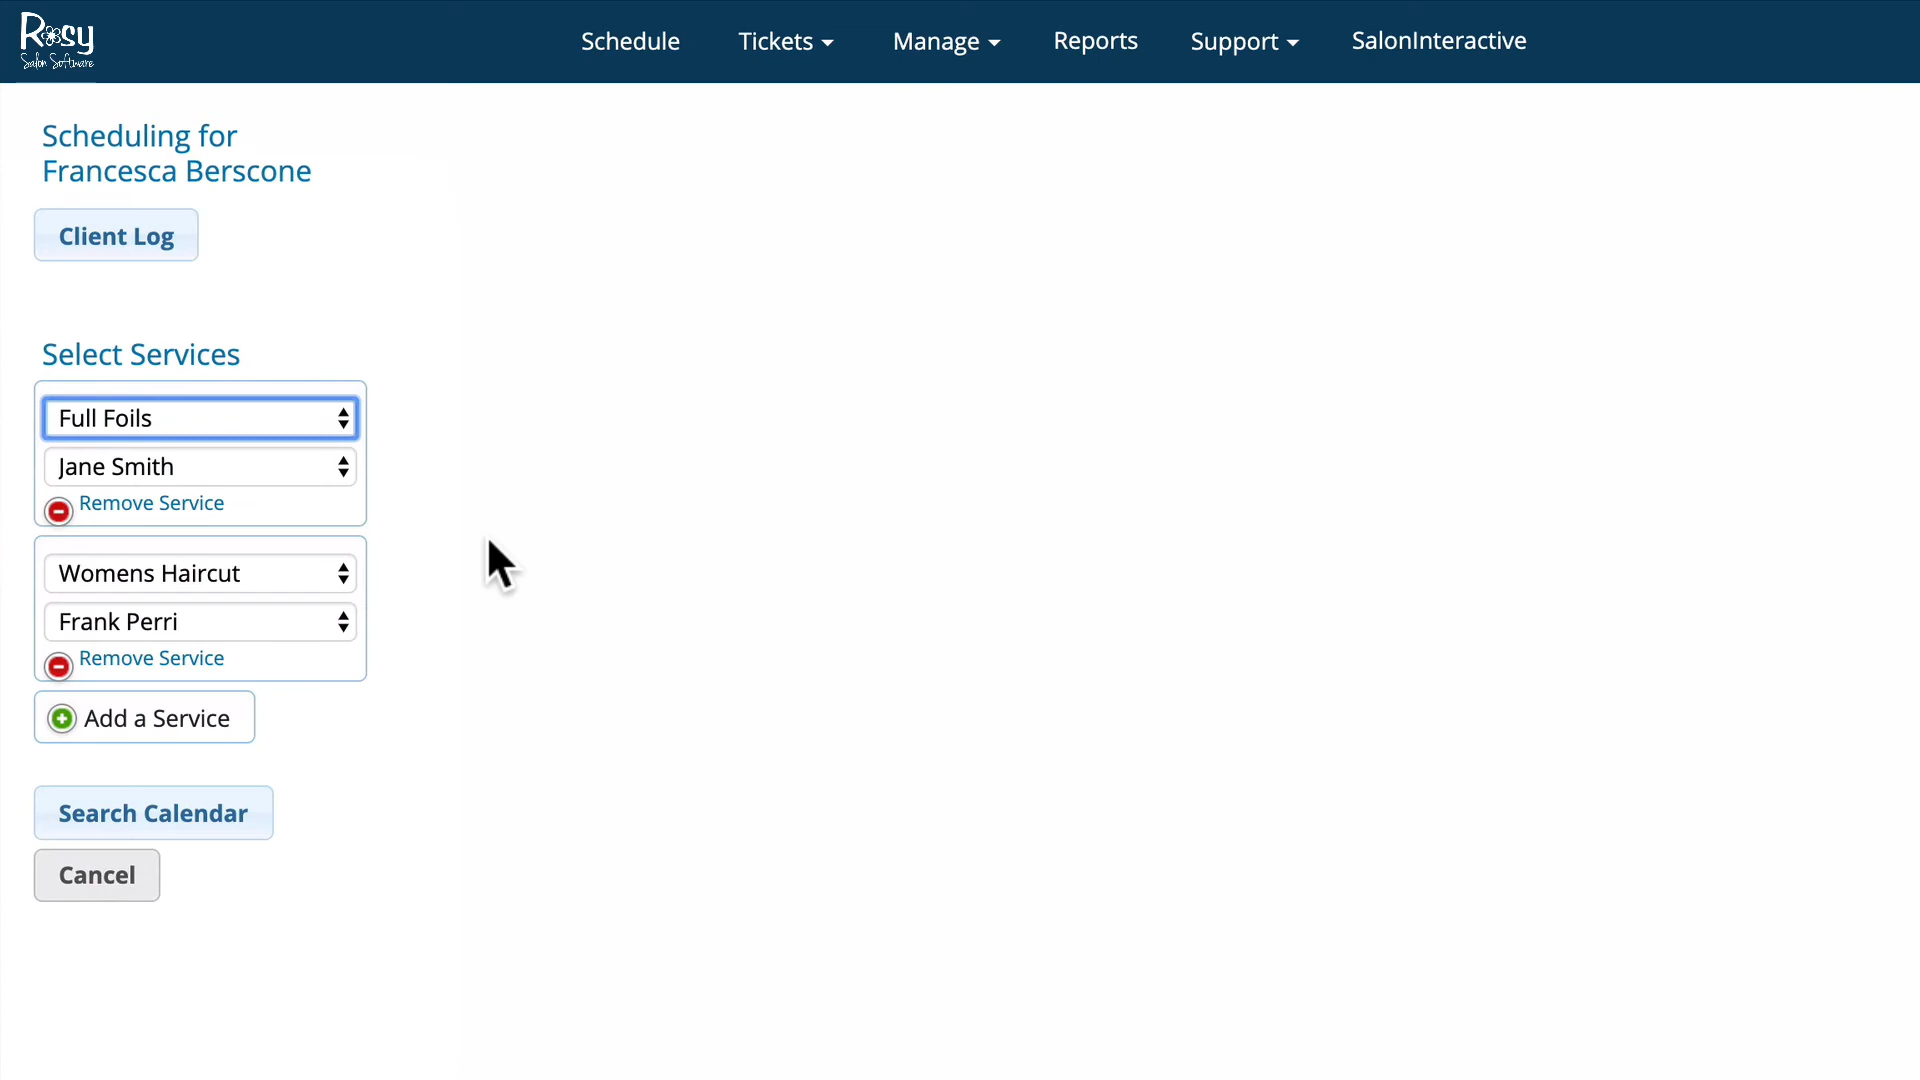 Rosy
Salon Software
Schedule
Tickets
Manage
Reports
Support
SalonInteractive
Scheduling for
Francesca Berscone
Client Log
Select Services
Full Foils
Jane Smith
Remove Service
Womens Haircut
Frank Perri
Remove Service
Add a Service
Search Calendar
Cancel